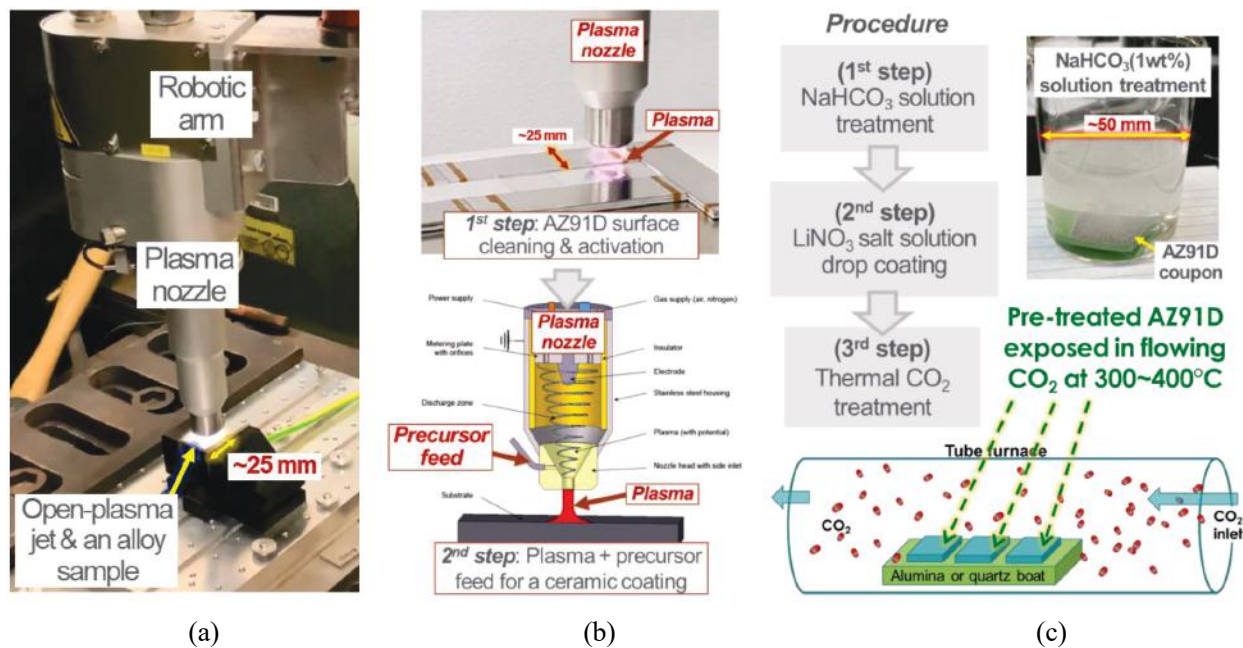 Robotic
arm
Plasma
nozzle
~25 mm
Open-plasma
jet & an alloy
sample
(a)
Plasma
nozzle
Plasma
~25 mm
1st step: AZ91D surface
cleaning & activation
Power supply
Gas supply (air, nitrogen)
Plasma
nozzle
Metering plate
with orifices
Insulator
Electrode
Stainless steel housing
Discharge zone
Precursor
feed
Plasma (with potential)
Nozzle head with side inlet
Plasma
Substrate
2nd step: Plasma + precursor
feed for a ceramic coating
(b)
Procedure
(1st step)
NaHCO3 solution
treatment
(2nd step)
LiNO3 salt solution
drop coating
(3rd step)
Thermal CO2
treatment
NaHCO3(1wt%)
solution treatment
~50 mm
AZ91D
coupon
Pre-treated AZ91D
exposed in flowing
CO2 at 300~400°C
Tube furnace
CO2
CO2
inlet
Alumina or quartz boat
(c)